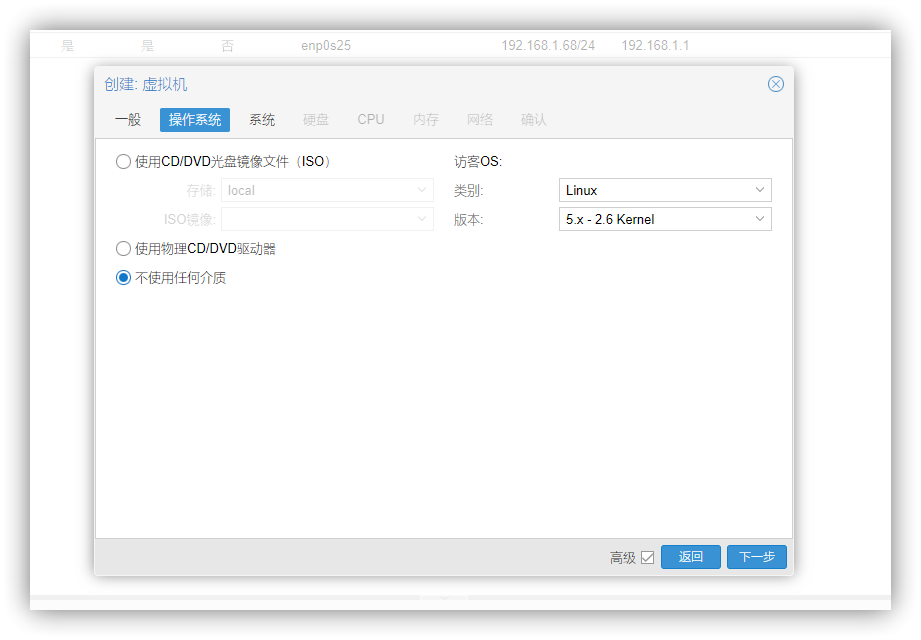 是 是 否 enp0s25 192.168.1.68/24 192.168.1.1
创建: 虚拟机
一般 操作系统 系统 硬盘 CPU 内存 网络 确认
使用CD/DVD光盘镜像文件（ISO） 访客OS:
存储: local 类别: Linux
ISO镜像: 版本: 5.x - 2.6 Kernel
使用物理CD/DVD驱动器
不使用任何介质
高级 返回 下一步